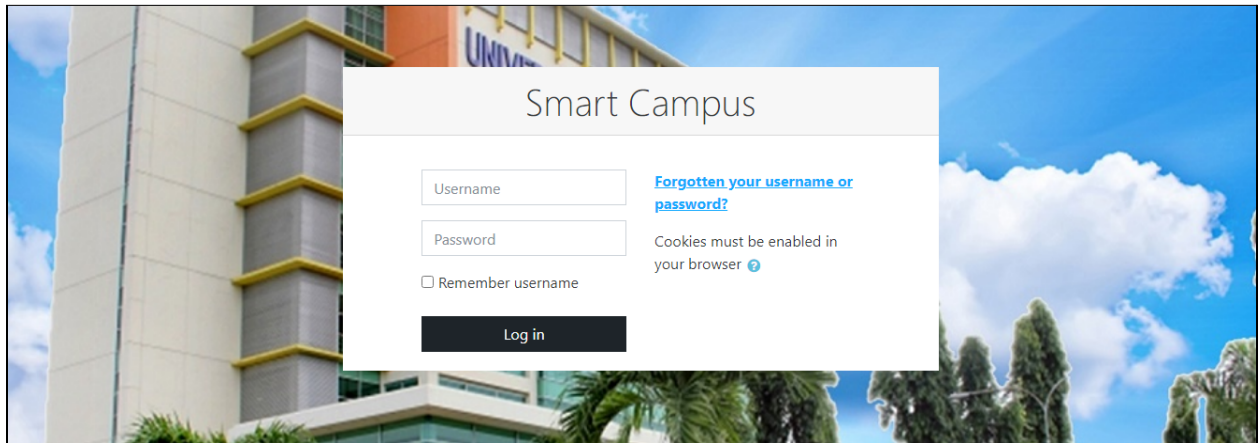 Smart Campus
Username
Forgotten your username or
password?
Password
Cookies must be enabled in
your browser
Remember username
Log in